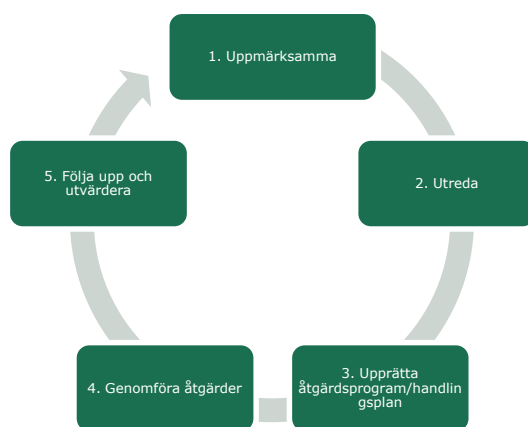 1. Uppmärksamma
2. Utreda
3. Upprätta
åtgärdsprogram/handlin
gsplan
4. Genomföra åtgärder
5. Följa upp och
utvärdera